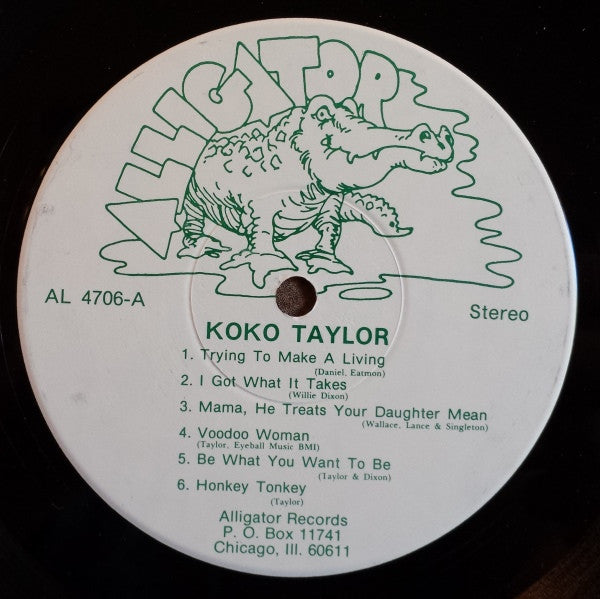 ALLIGATOR
AL 4706-A
Stereo
KOKO TAYLOR
1. Trying To Make A Living
(Daniel, Eatmon)
2. I Got What It Takes
(Willie Dixon)
3. Mama, He Treats Your Daughter Mean
(Wallace, Lance & Singleton)
4. Voodoo Woman
(Taylor, Eyeball Music BMI)
5. Be What You Want To Be
(Taylor & Dixon)
6. Honkey Tonkey
(Taylor)
Alligator Records
P. O. Box 11741
Chicago, Ill. 60611